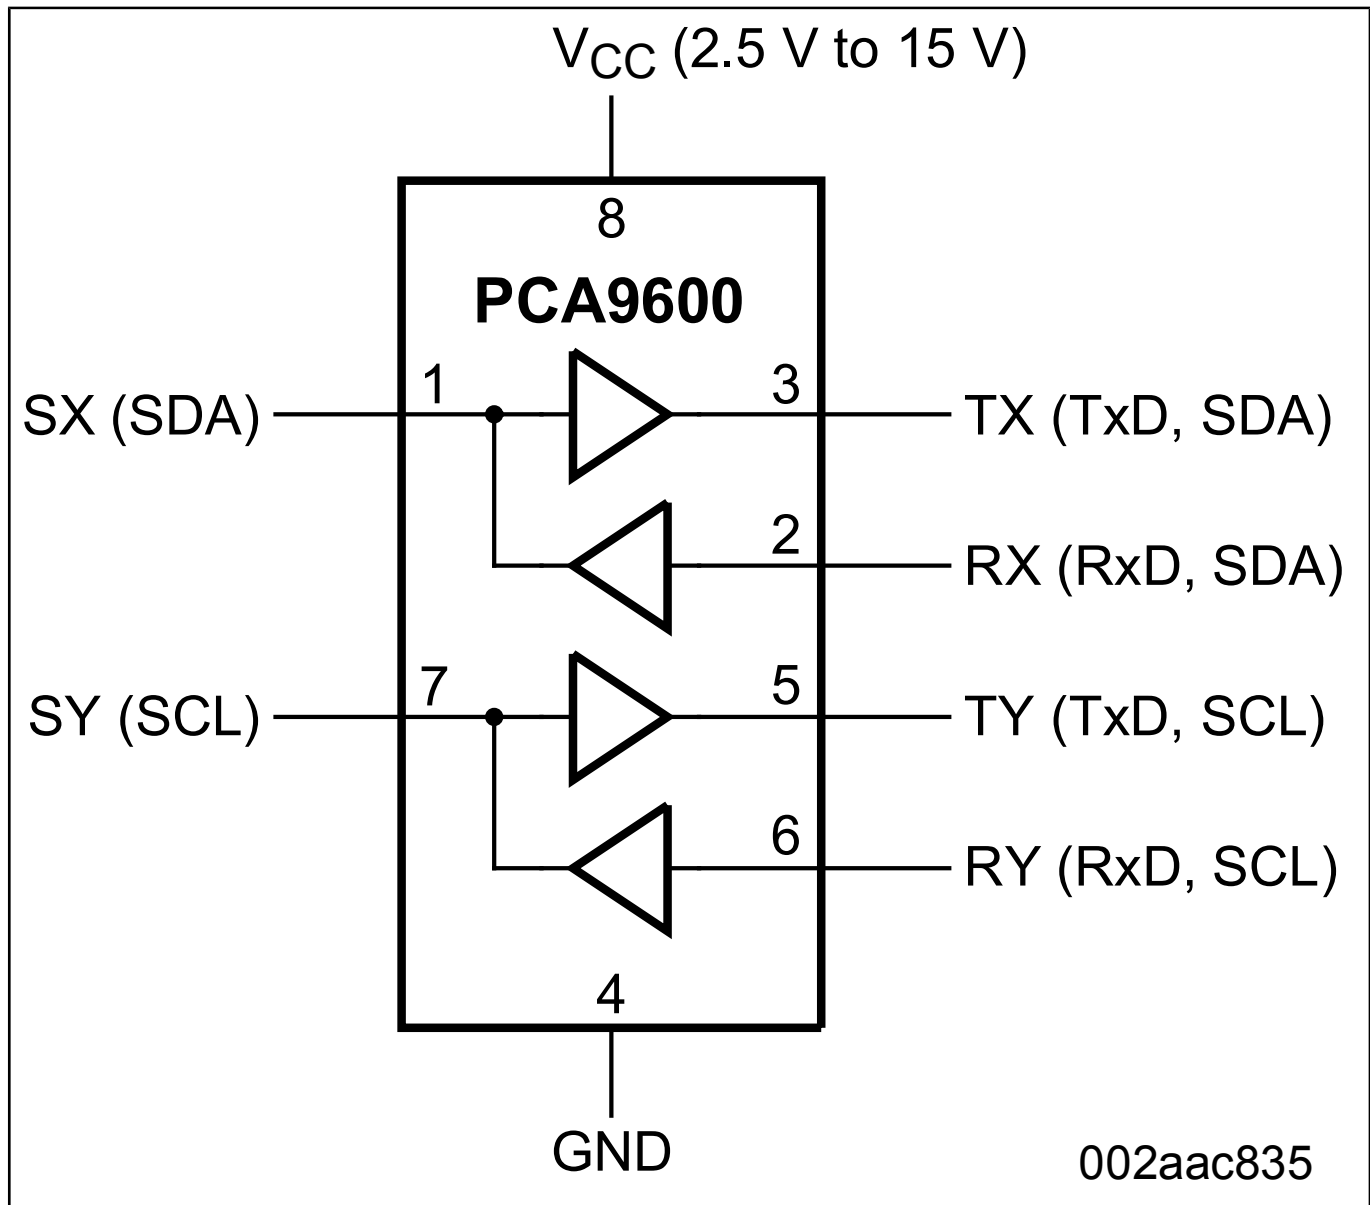 VCC (2.5 V to 15 V)
8
PCA9600
SX (SDA) 1 3 TX (TxD, SDA)
2 RX (RxD, SDA)
SY (SCL) 7 5 TY (TxD, SCL)
6 RY (RxD, SCL)
4
GND
002aac835